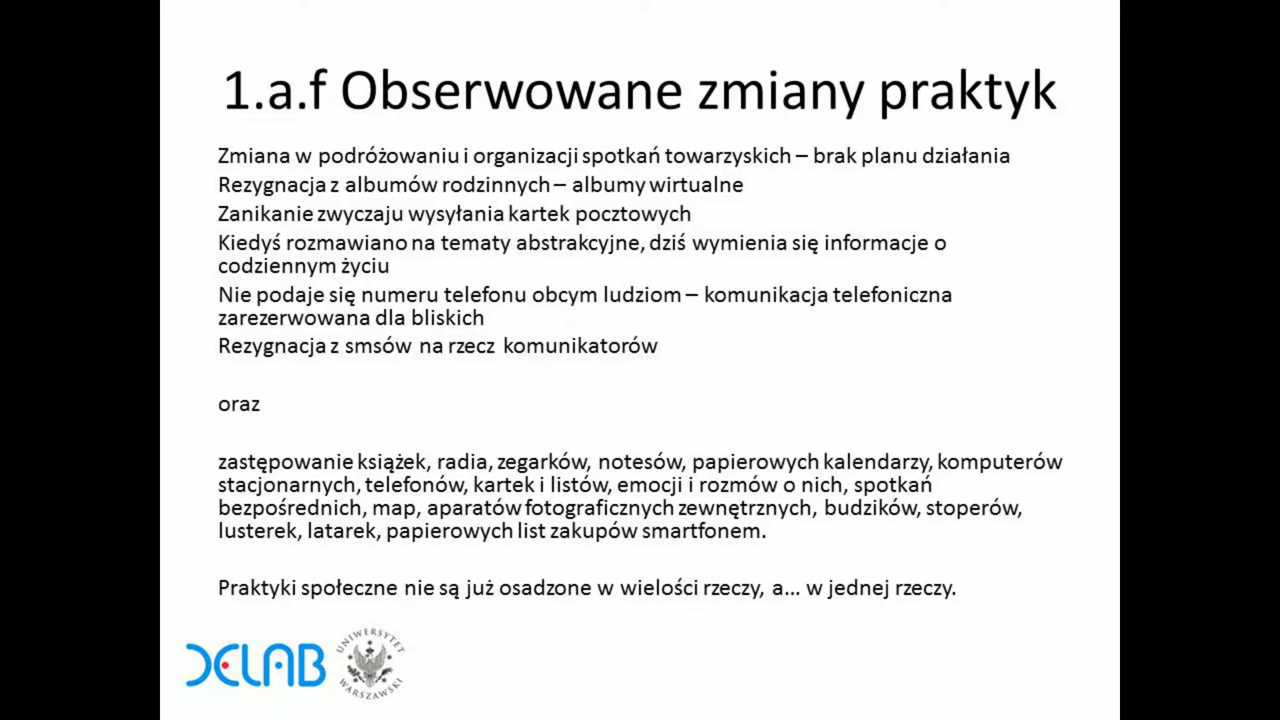 1.a.f Obserwowane zmiany praktyk
Zmiana w podróżowaniu i organizacji spotkań towarzyskich – brak planu działania
Rezygnacja z albumów rodzinnych – albumy wirtualne
Zanikanie zwyczaju wysyłania kartek pocztowych
Kiedyś rozmawiano na tematy abstrakcyjne, dziś wymienia się informacje o
codziennym życiu
Nie podaje się numeru telefonu obcym ludziom – komunikacja telefoniczna
zarezerwowana dla bliskich
Rezygnacja z smsów na rzecz komunikatorów
oraz
zastępowanie książek, radia, zegarków, notesów, papierowych kalendarzy, komputerów
stacjonarnych, telefonów, kartek i listów, emocji i rozmów o nich, spotkań
bezpośrednich, map, aparatów fotograficznych zewnętrznych, budzików, stoperów,
lusterek, latarek, papierowych list zakupów smartfonem.
Praktyki społeczne nie są już osadzone w wielości rzeczy, a... w jednej rzeczy.
DELAB
UNIWERSYTET
WARSZAWSKI